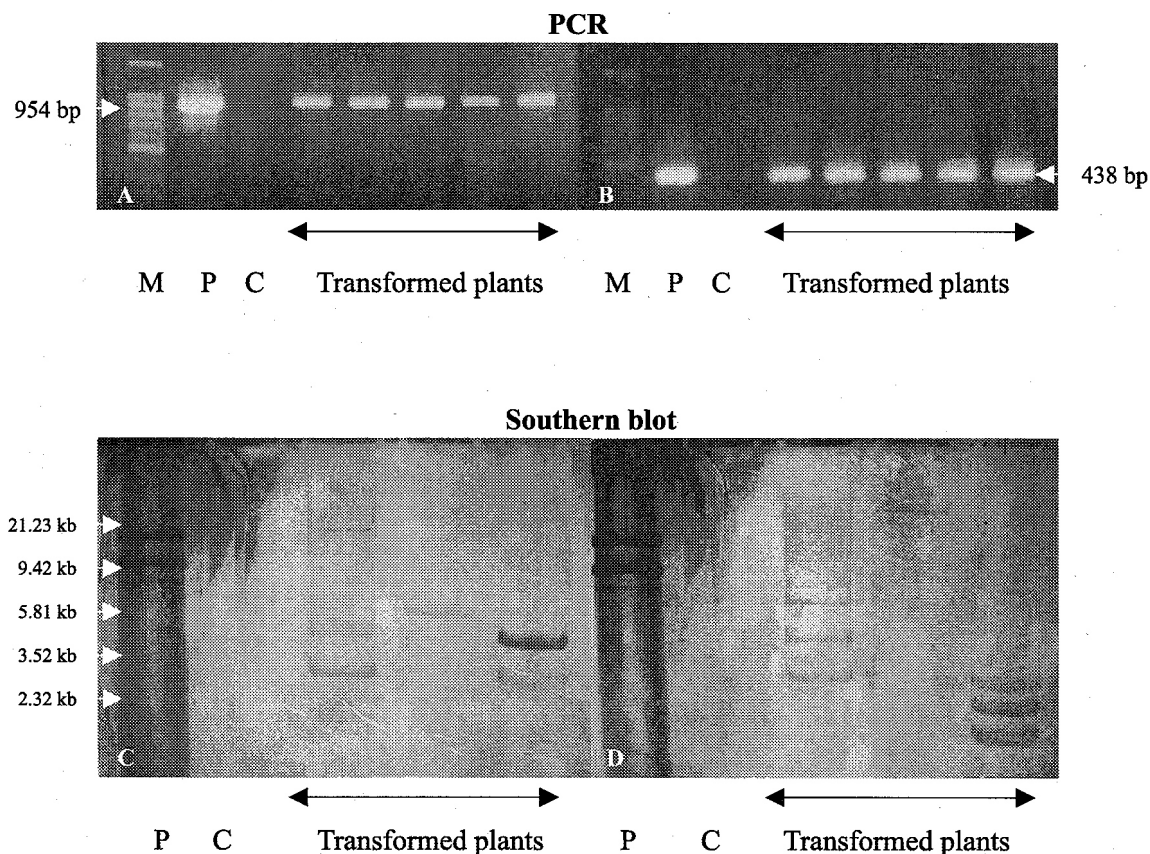 PCR
954 bp
A
B
438 bp
M P C Transformed plants M P C Transformed plants
Southern blot
21.23 kb
9.42 kb
5.81 kb
3.52 kb
2.32 kb
C
D
P C Transformed plants P C Transformed plants